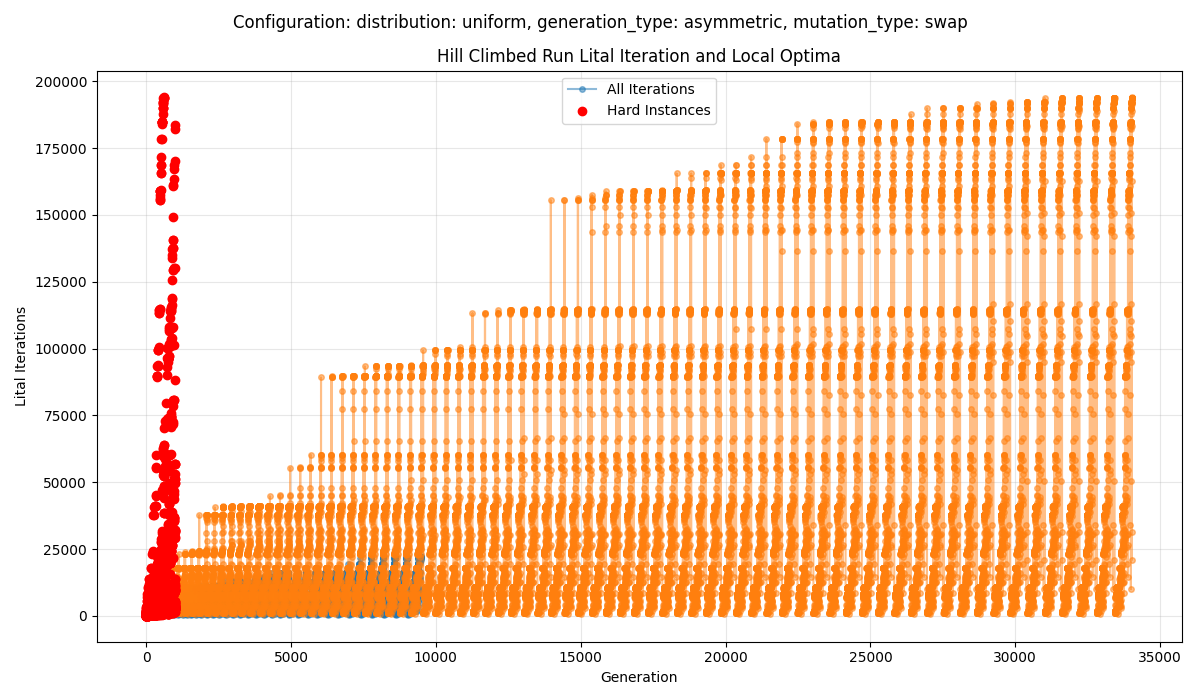 Configuration: distribution: uniform, generation_type: asymmetric, mutation_type: swap
Hill Climbed Run Lital Iteration and Local Optima
200000
175000
150000
125000
100000
75000
50000
25000
0
Lital Iterations
All Iterations
Hard Instances
0
5000
10000
15000
20000
25000
30000
35000
Generation